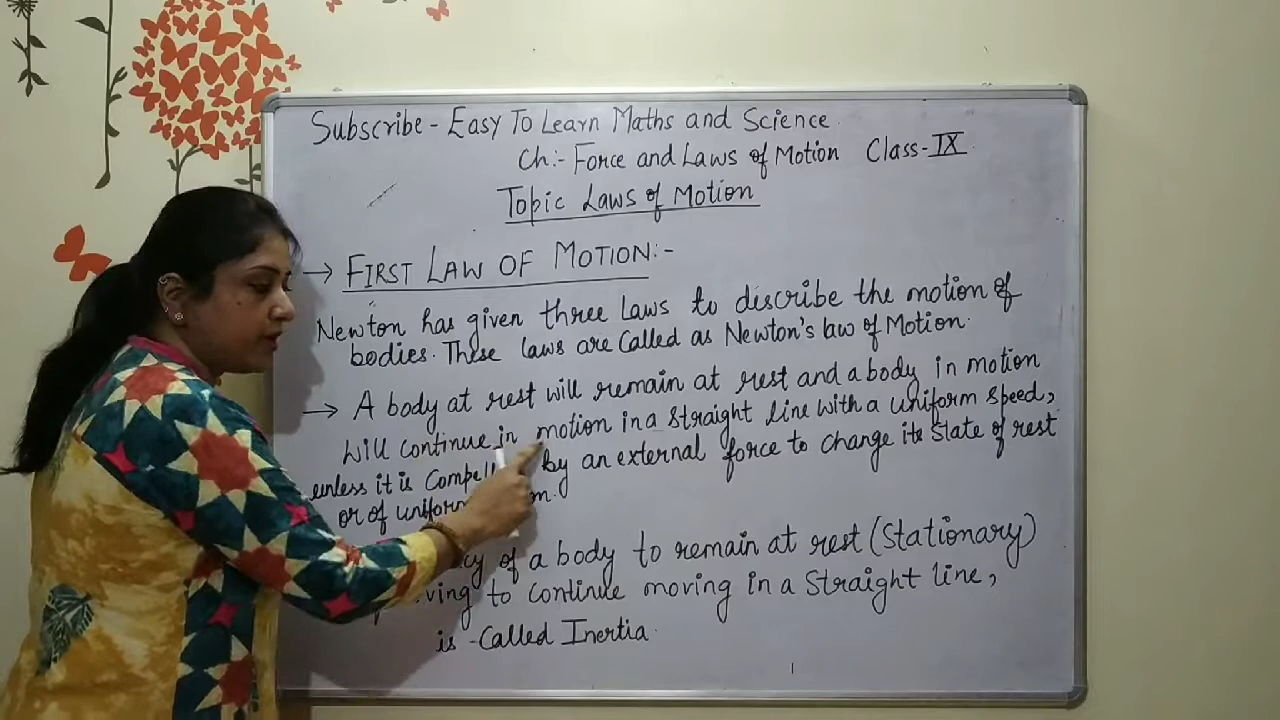 Subscribe - Easy To Learn Maths and Science.
Ch:- Force and Laws of Motion Class-IX
Topic Laws of Motion
→ FIRST LAW OF MOTION:-
Newton has given three laws to describe the motion of
bodies. These laws are called as Newton's law of Motion.
→ A body at rest will remain at rest and a body in motion
will continue in motion in a straight line with a uniform speed,
unless it is by an external force to change its state of rest
or of
of a body to remain at rest (Stationary)
to continue moving in a straight line,
is called Inertia.